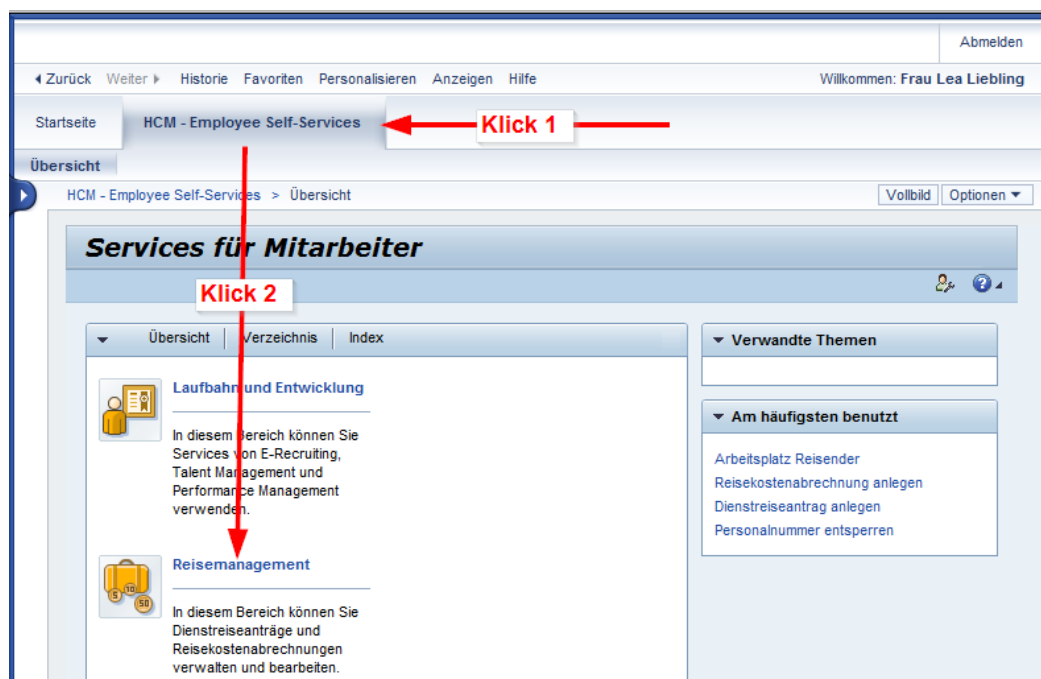 Abmelden
Zurück Weiter Historie Favoriten Personalisieren Anzeigen Hilfe Willkommen: Frau Lea Liebling
Startseite HCM - Employee Self-Services Klick 1
Übersicht
HCM - Employee Self-Services > Übersicht Vollbild Optionen
Services für Mitarbeiter
Klick 2
Übersicht Verzeichnis Index
Laufbahn und Entwicklung
In diesem Bereich können Sie
Services von E-Recruiting,
Talent Management und
Performance Management
verwenden.
5 10 50
Reisemanagement
In diesem Bereich können Sie
Dienstreiseanträge und
Reisekostenabrechnungen
verwalten und bearbeiten.
Verwandte Themen
Am häufigsten benutzt
Arbeitsplatz Reisender
Reisekostenabrechnung anlegen
Dienstreiseantrag anlegen
Personalnummer entsperren